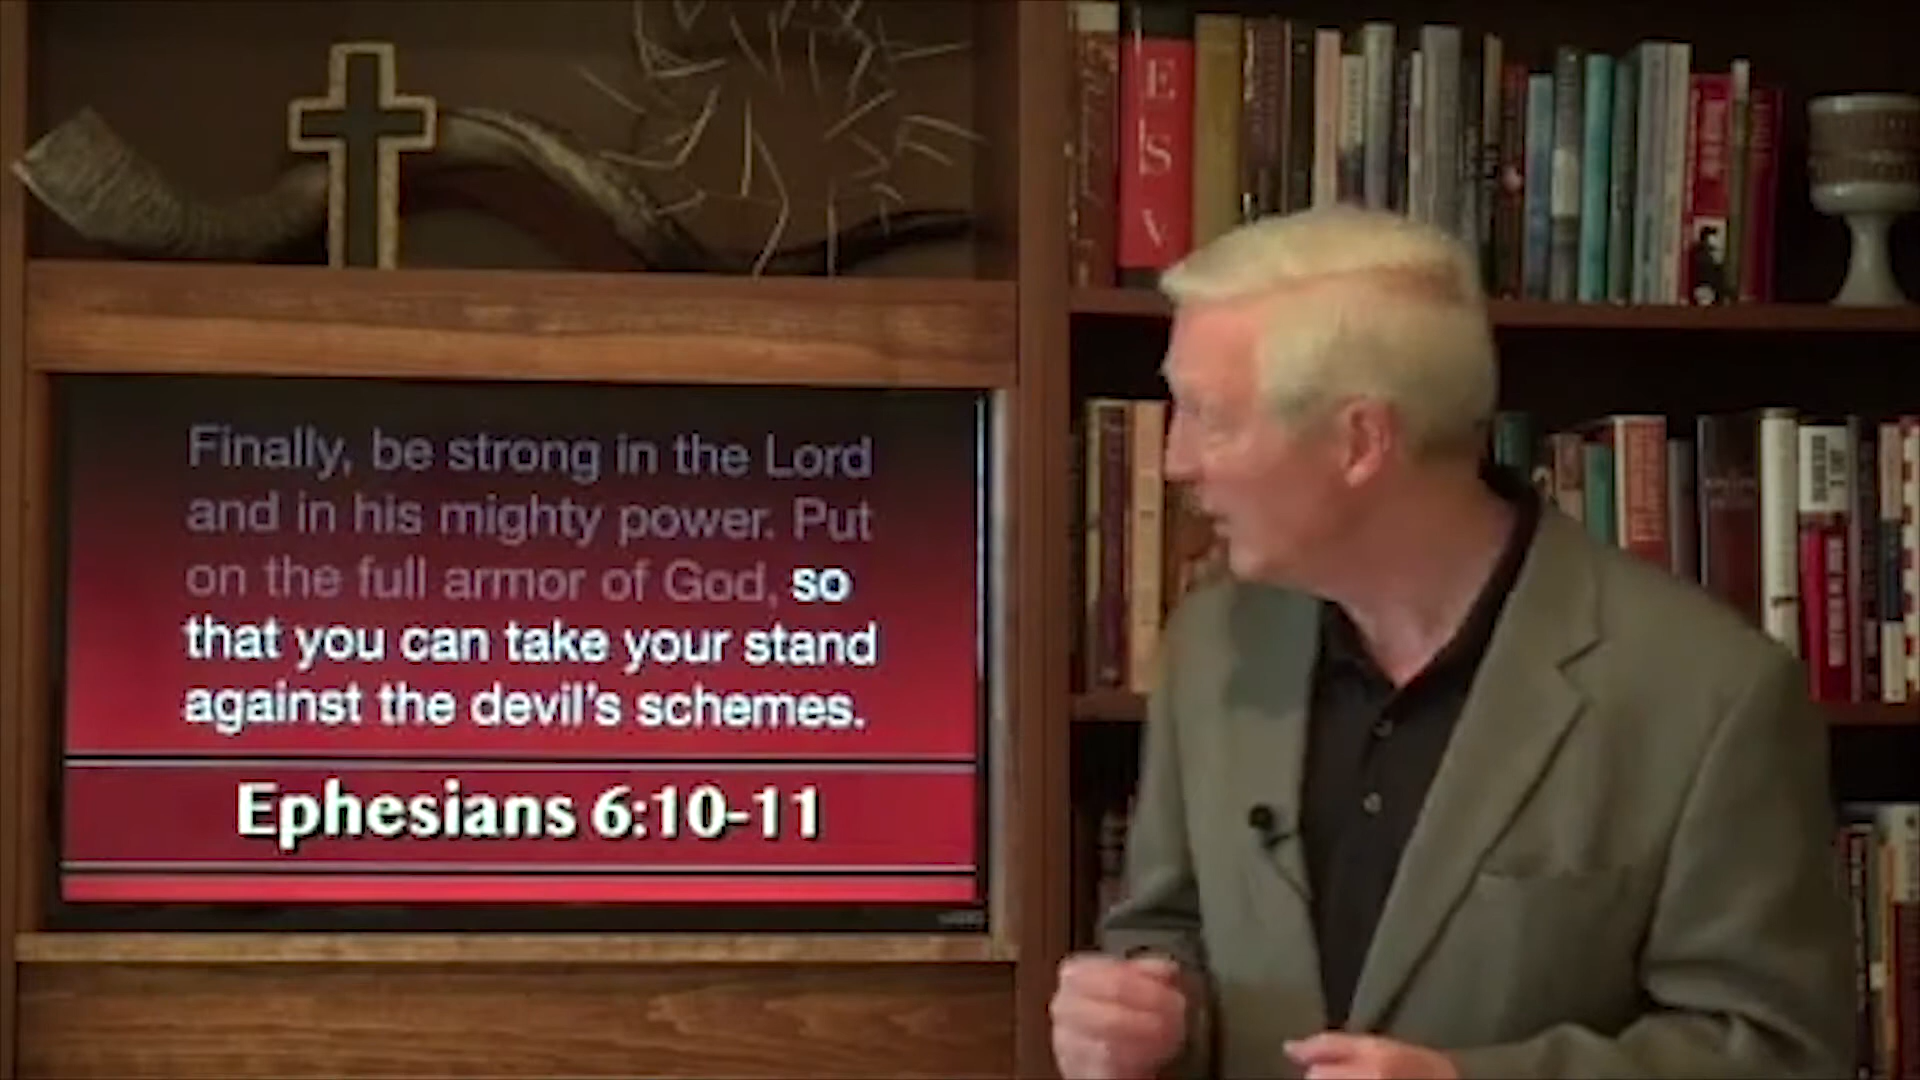 Finally, be strong in the Lord
and in his mighty power. Put
on the full armor of God, so
that you can take your stand
against the devil's schemes.
Ephesians 6:10-11
ESV